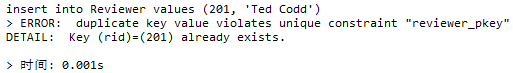 insert into Reviewer values (201, 'Ted Codd')
> ERROR:  duplicate key value violates unique constraint "reviewer_pkey"
DETAIL:  Key (rid)=(201) already exists.
> 时间: 0.001s